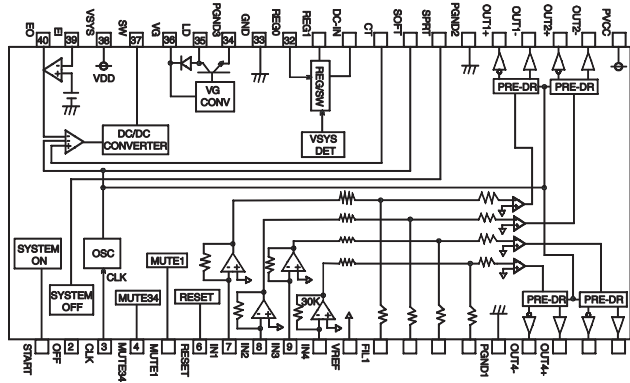 EO EI VSYS SW VG LD PGND3 GND REG0 REG1 DC-IN CT SOFT SPRT PGND2 OUT1+ OUT1- OUT2+ OUT2- PVCC
40 39 38 37 36 35 34 33 32
VDD
VG
CONV
REG/SW
PRE-DR PRE-DR
DC/DC
CONVERTER
VSYS
DET
SYSTEM
ON
OSC
CLK
MUTE1
SYSTEM
OFF
MUTE34
RESET
30K
PRE-DR PRE-DR
2 3 4 6 7 8 9
START OFF CLK MUTE34 MUTE1 RESET IN1 IN2 IN3 IN4 VREF FIL1 PGND1 OUT4- OUT4+